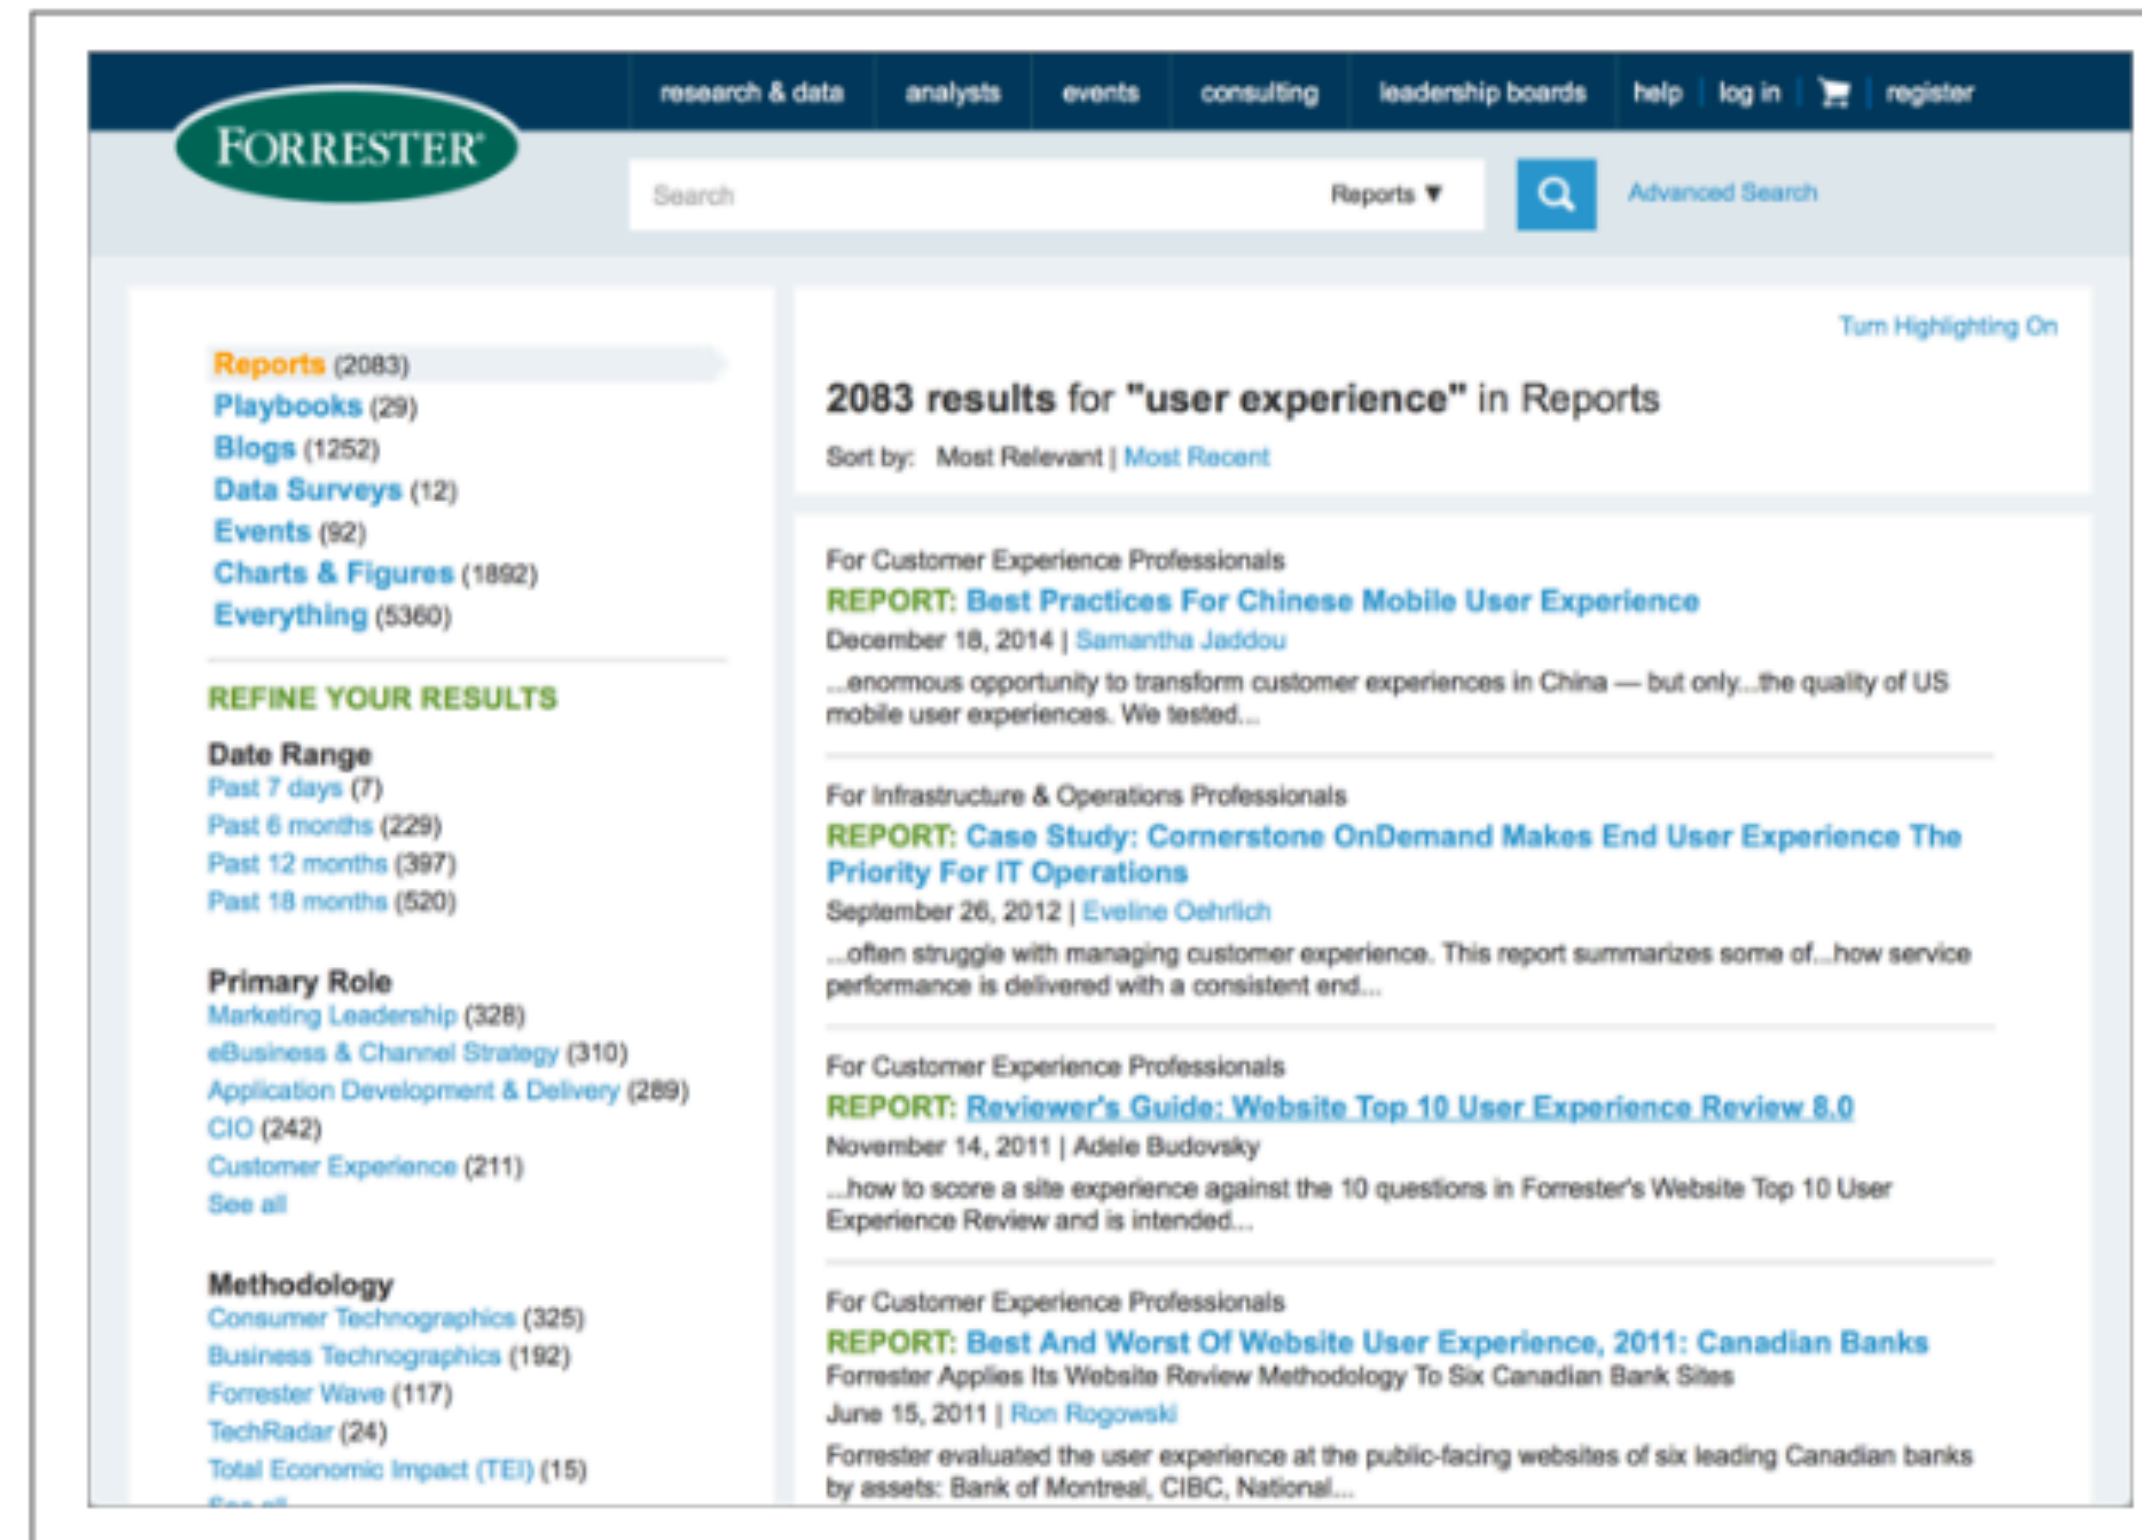 research & data
analysts
events
consulting
leadership boards
help
log in
register
FORRESTER®
Search
Reports ▼
Advanced Search
Reports (2083)
Playbooks (29)
Blogs (1252)
Data Surveys (12)
Events (92)
Charts & Figures (1892)
Everything (5360)
REFINE YOUR RESULTS
Date Range
Past 7 days (7)
Past 6 months (229)
Past 12 months (397)
Past 18 months (520)
Primary Role
Marketing Leadership (328)
eBusiness & Channel Strategy (310)
Application Development & Delivery (289)
CIO (242)
Customer Experience (211)
See all
Methodology
Consumer Technographics (325)
Business Technographics (192)
Forrester Wave (117)
TechRadar (24)
Total Economic Impact (TEI) (15)
See all
Turn Highlighting On
2083 results for "user experience" in Reports
Sort by: Most Relevant | Most Recent
For Customer Experience Professionals
REPORT: Best Practices For Chinese Mobile User Experience
December 18, 2014 | Samantha Jaddou
...enormous opportunity to transform customer experiences in China — but only...the quality of US
mobile user experiences. We tested...
For Infrastructure & Operations Professionals
REPORT: Case Study: Cornerstone OnDemand Makes End User Experience The
Priority For IT Operations
September 26, 2012 | Eveline Oehrlich
...often struggle with managing customer experience. This report summarizes some of...how service
performance is delivered with a consistent end...
For Customer Experience Professionals
REPORT: Reviewer's Guide: Website Top 10 User Experience Review 8.0
November 14, 2011 | Adele Budovsky
...how to score a site experience against the 10 questions in Forrester's Website Top 10 User
Experience Review and is intended...
For Customer Experience Professionals
REPORT: Best And Worst Of Website User Experience, 2011: Canadian Banks
Forrester Applies Its Website Review Methodology To Six Canadian Bank Sites
June 15, 2011 | Ron Rogowski
Forrester evaluated the user experience at the public-facing websites of six leading Canadian banks
by assets: Bank of Montreal, CIBC, National...